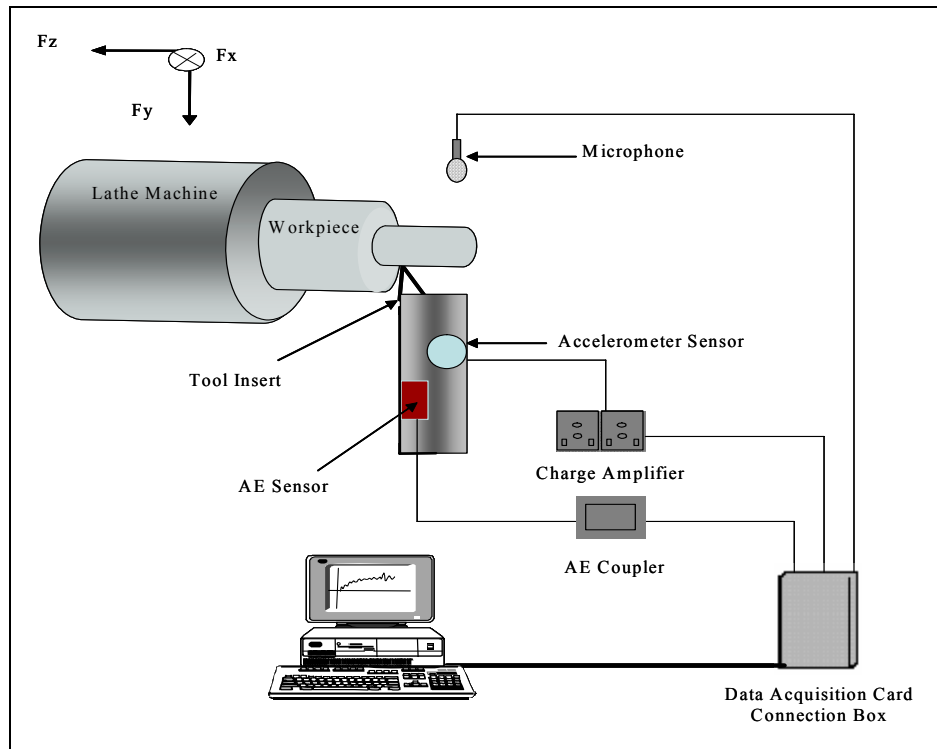 Fz
Fx
Fy
Microphone
Lathe Machine
Workpiece
Accelerometer Sensor
Tool Insert
AE Sensor
Charge Amplifier
AE Coupler
Data Acquisition Card
Connection Box